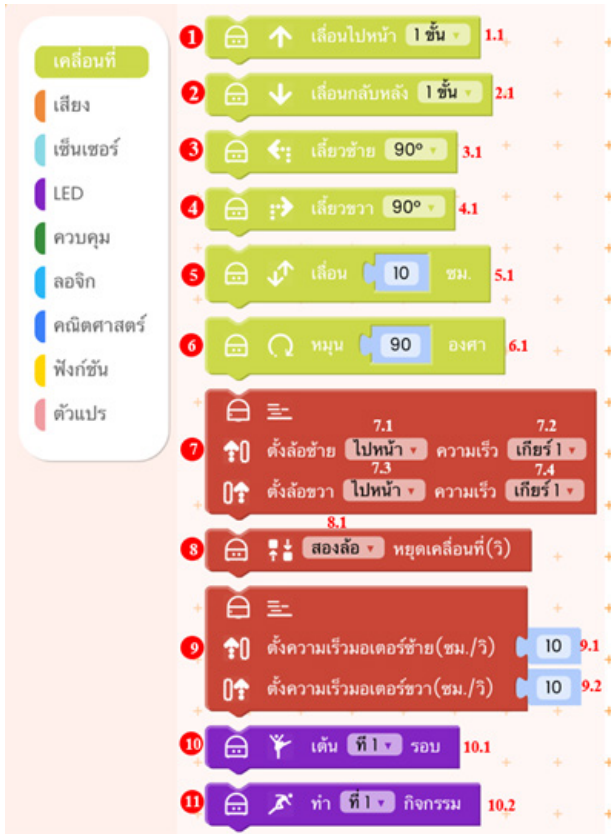 เคลื่อนที่
เสียง
เซ็นเซอร์
LED
ควบคุม
ลอจิก
คณิตศาสตร์
ฟังก์ชัน
ตัวแปร
1 เลื่อนไปหน้า 1 ขั้น 1.1
2 เลื่อนกลับหลัง 1 ขั้น 2.1
3 เลี้ยวซ้าย 90° 3.1
4 เลี้ยวขวา 90° 4.1
5 เลื่อน 10 ซม. 5.1
6 หมุน 90 องศา 6.1
7.1 7.2
7 ตั้งล้อซ้าย ไปหน้า ความเร็ว เกียร์ 1
7.3 7.4
ตั้งล้อขวา ไปหน้า ความเร็ว เกียร์ 1
8.1
8 สองล้อ หยุดเคลื่อนที่(วิ)
9 ตั้งความเร็วมอเตอร์ซ้าย(ซม./วิ) 10 9.1
ตั้งความเร็วมอเตอร์ขวา(ซม./วิ) 10 9.2
10 เต้น ที่ 1 รอบ 10.1
11 ทำ ที่ 1 กิจกรรม 10.2